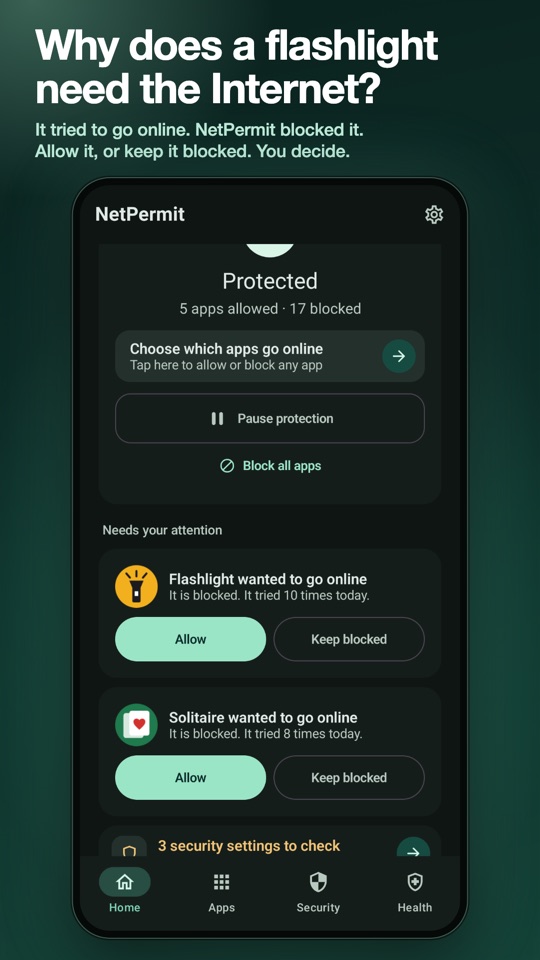 Why does a flashlight
need the Internet?
It tried to go online. NetPermit blocked it.
Allow it, or keep it blocked. You decide.
NetPermit
Protected
5 apps allowed · 17 blocked
Choose which apps go online
Tap here to allow or block any app
Pause protection
Block all apps
Needs your attention
Flashlight wanted to go online
It is blocked. It tried 10 times today.
Allow
Keep blocked
Solitaire wanted to go online
It is blocked. It tried 8 times today.
Allow
Keep blocked
3 security settings to check
Home
Apps
Security
Health